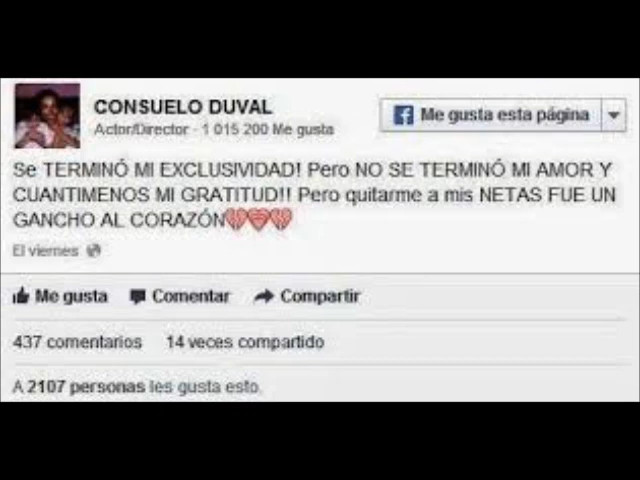 CONSUELO DUVAL
Actor/Director · 1 015 200 Me gusta
Me gusta esta página
Se TERMINÓ MI EXCLUSIVIDAD! Pero NO SE TERMINÓ MI AMOR Y
CUANTIMENOS MI GRATITUD!! Pero quitarme a mis NETAS FUE UN
GANCHO AL CORAZÓN💔💔💔
El viernes
Me gusta Comentar Compartir
437 comentarios 14 veces compartido
A 2107 personas les gusta esto.